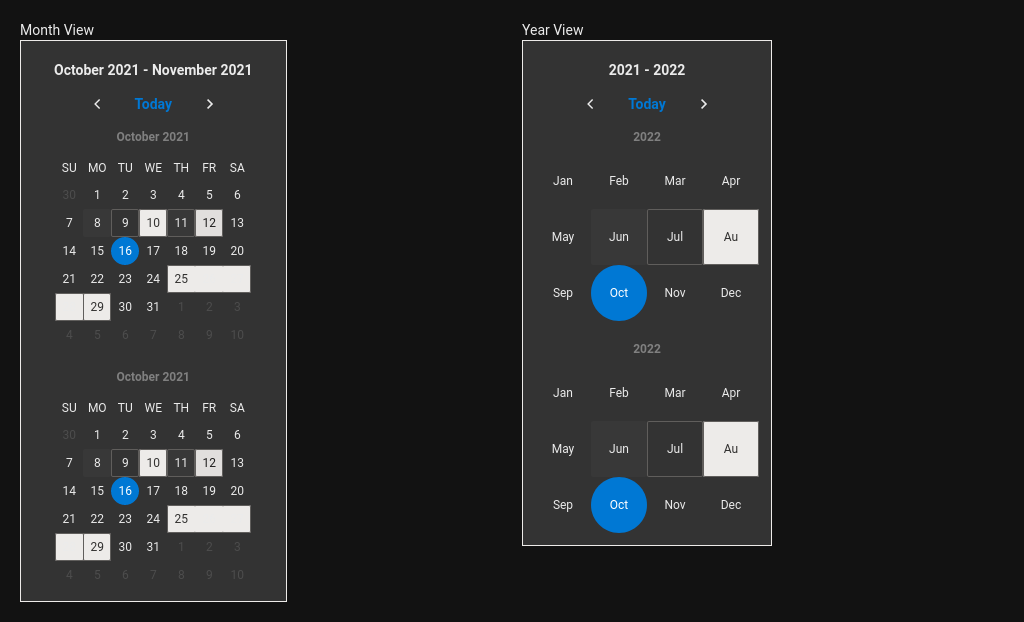 Month View
October 2021 - November 2021
Today
October 2021
SU MO TU WE TH FR SA
30 1 2 3 4 5 6
7 8 9 10 11 12 13
14 15 16 17 18 19 20
21 22 23 24 25
29 30 31 1 2 3
4 5 6 7 8 9 10
October 2021
SU MO TU WE TH FR SA
30 1 2 3 4 5 6
7 8 9 10 11 12 13
14 15 16 17 18 19 20
21 22 23 24 25
29 30 31 1 2 3
4 5 6 7 8 9 10
Year View
2021 - 2022
Today
2022
Jan Feb Mar Apr
May Jun Jul Au
Sep Oct Nov Dec
2022
Jan Feb Mar Apr
May Jun Jul Au
Sep Oct Nov Dec